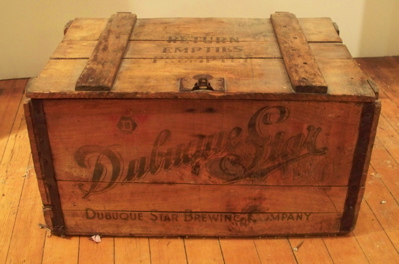 RETURN
EMPTIES
PROMPTLY
Dubuque Star
DUBUQUE STAR BREWING COMPANY